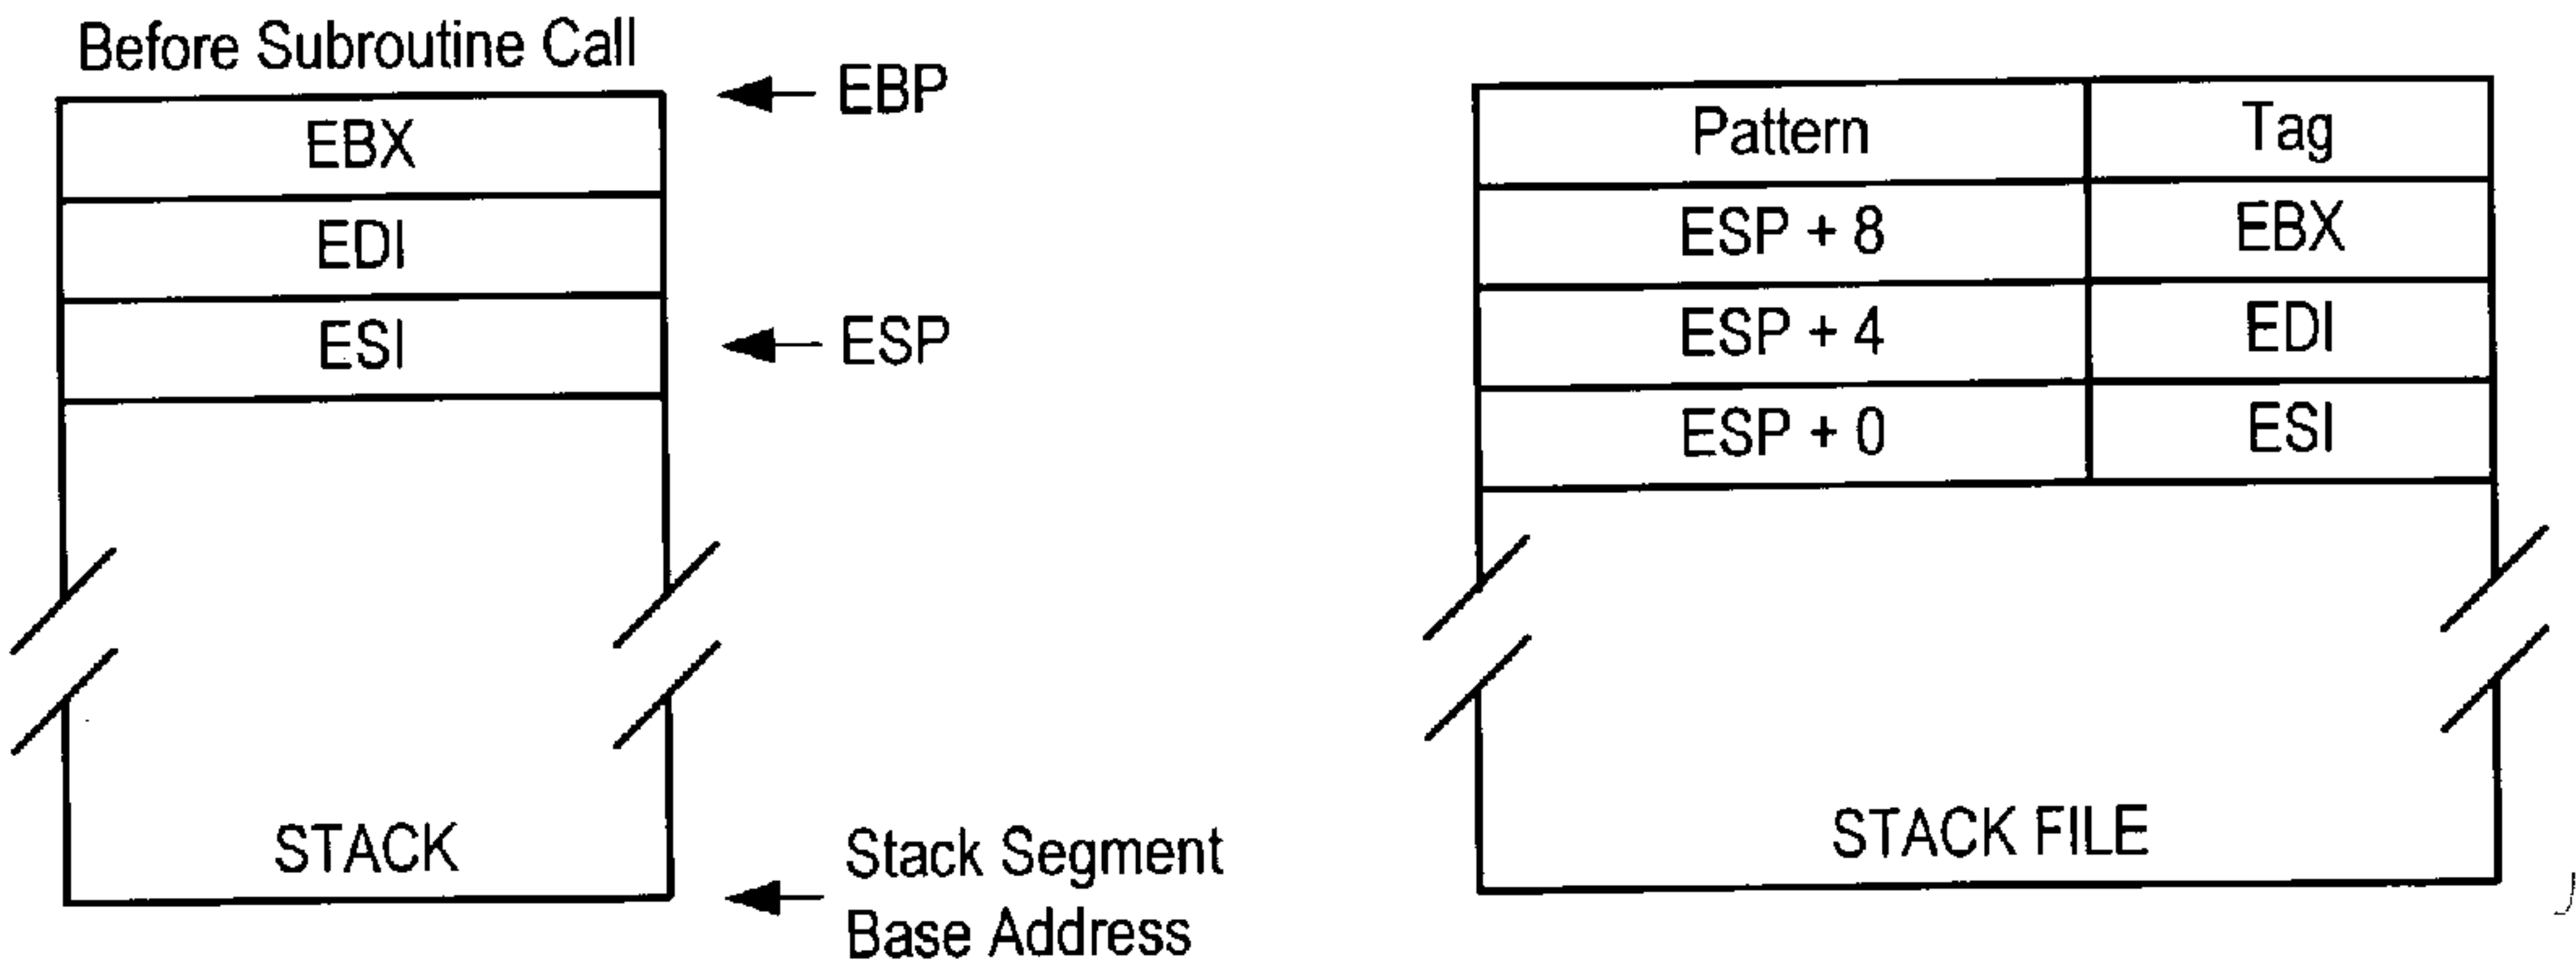 Before Subroutine Call
EBP
EBX
EDI
ESI
ESP
STACK
Stack Segment
Base Address
Pattern Tag
ESP + 8 EBX
ESP + 4 EDI
ESP + 0 ESI
STACK FILE